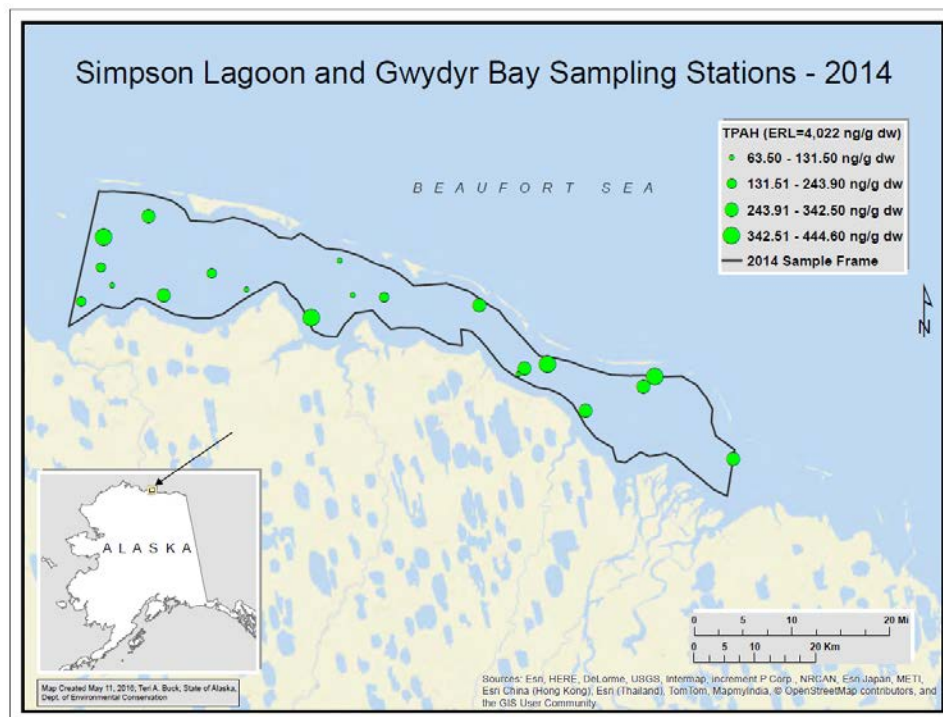 Simpson Lagoon and Gwydyr Bay Sampling Stations - 2014
TPAH (ERL=4,022 ng/g dw)
63.50 - 131.50 ng/g dw
131.51 - 243.90 ng/g dw
243.91 - 342.50 ng/g dw
342.51 - 444.60 ng/g dw
2014 Sample Frame
BEAUFORT SEA
N
ALASKA
0 5 10 20 Mi
0 5 10 20 Km
Map Created May 11, 2016, Teri A. Buck, State of Alaska,
Dept. of Environmental Conservation
Sources: Esri, HERE, DeLorme, USGS, Intermap, increment P Corp., NRCAN, Esri Japan, METI,
Esri China (Hong Kong), Esri (Thailand), TomTom, MapmyIndia, © OpenStreetMap contributors, and
the GIS User Community